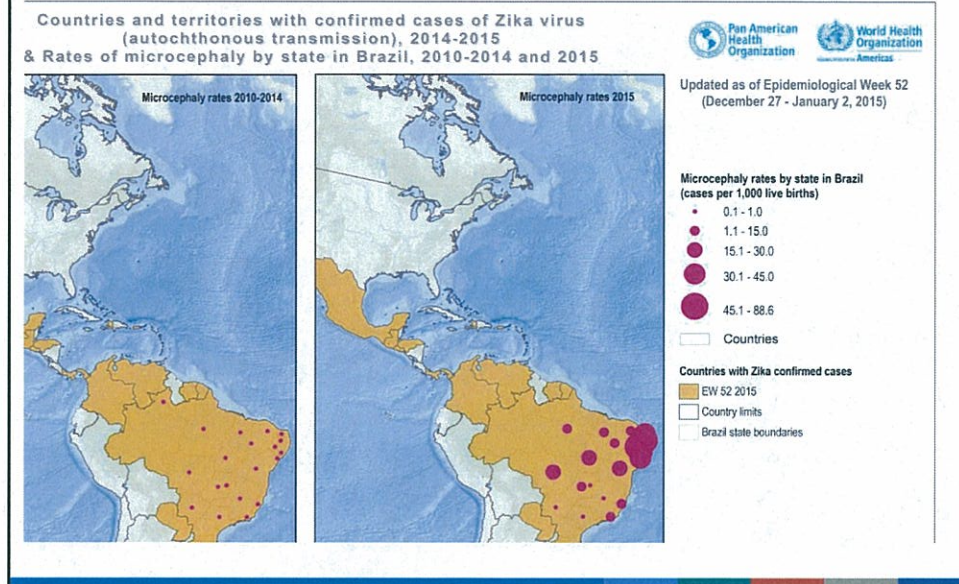 Countries and territories with confirmed cases of Zika virus
(autochthonous transmission), 2014-2015
& Rates of microcephaly by state in Brazil, 2010-2014 and 2015
Pan American
Health
Organization
World Health
Organization
Americas
Updated as of Epidemiological Week 52
(December 27 - January 2, 2015)
Microcephaly rates 2010-2014
Microcephaly rates 2015
Microcephaly rates by state in Brazil
(cases per 1,000 live births)
0.1 - 1.0
1.1 - 15.0
15.1 - 30.0
30.1 - 45.0
45.1 - 88.6
Countries
Countries with Zika confirmed cases
EW 52 2015
Country limits
Brazil state boundaries